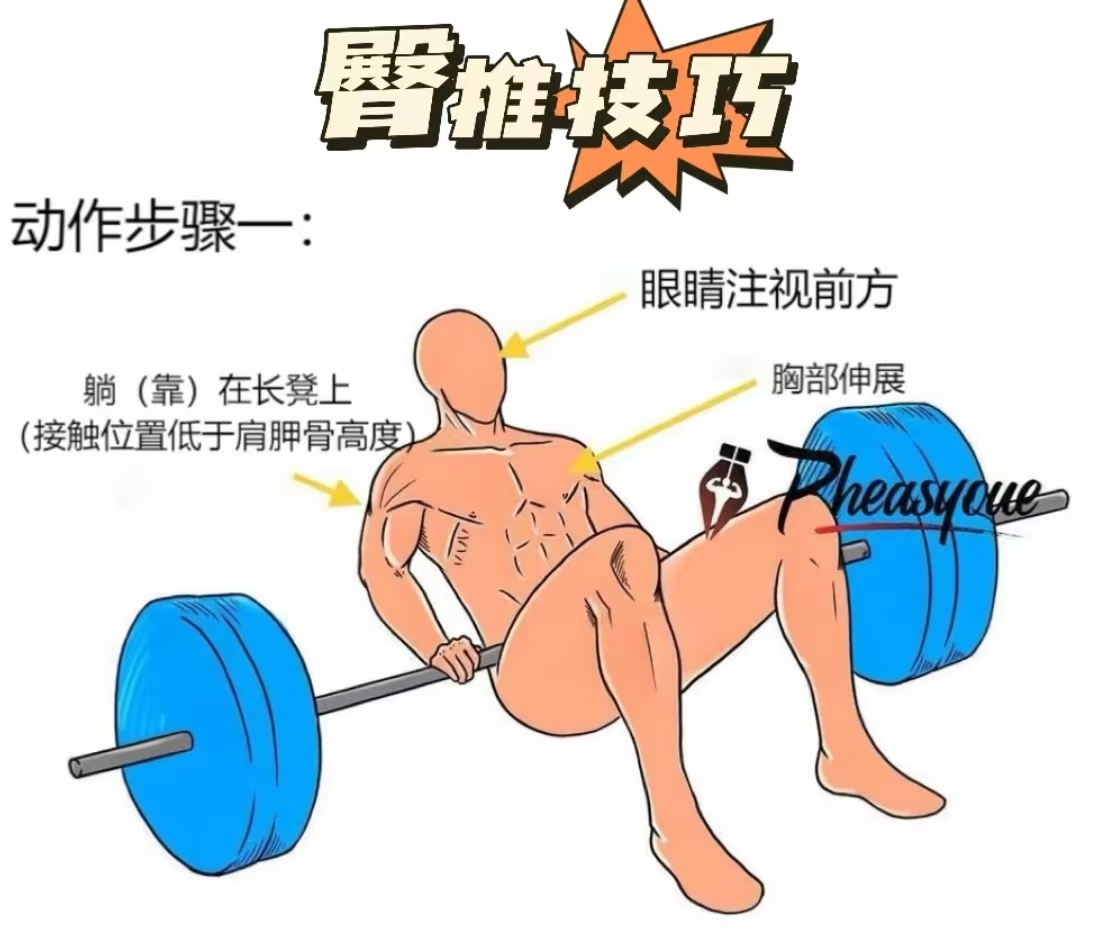 臀推技巧
动作步骤一：
眼睛注视前方
胸部伸展
躺（靠）在长凳上
（接触位置低于肩胛骨高度）
Pheasyoue